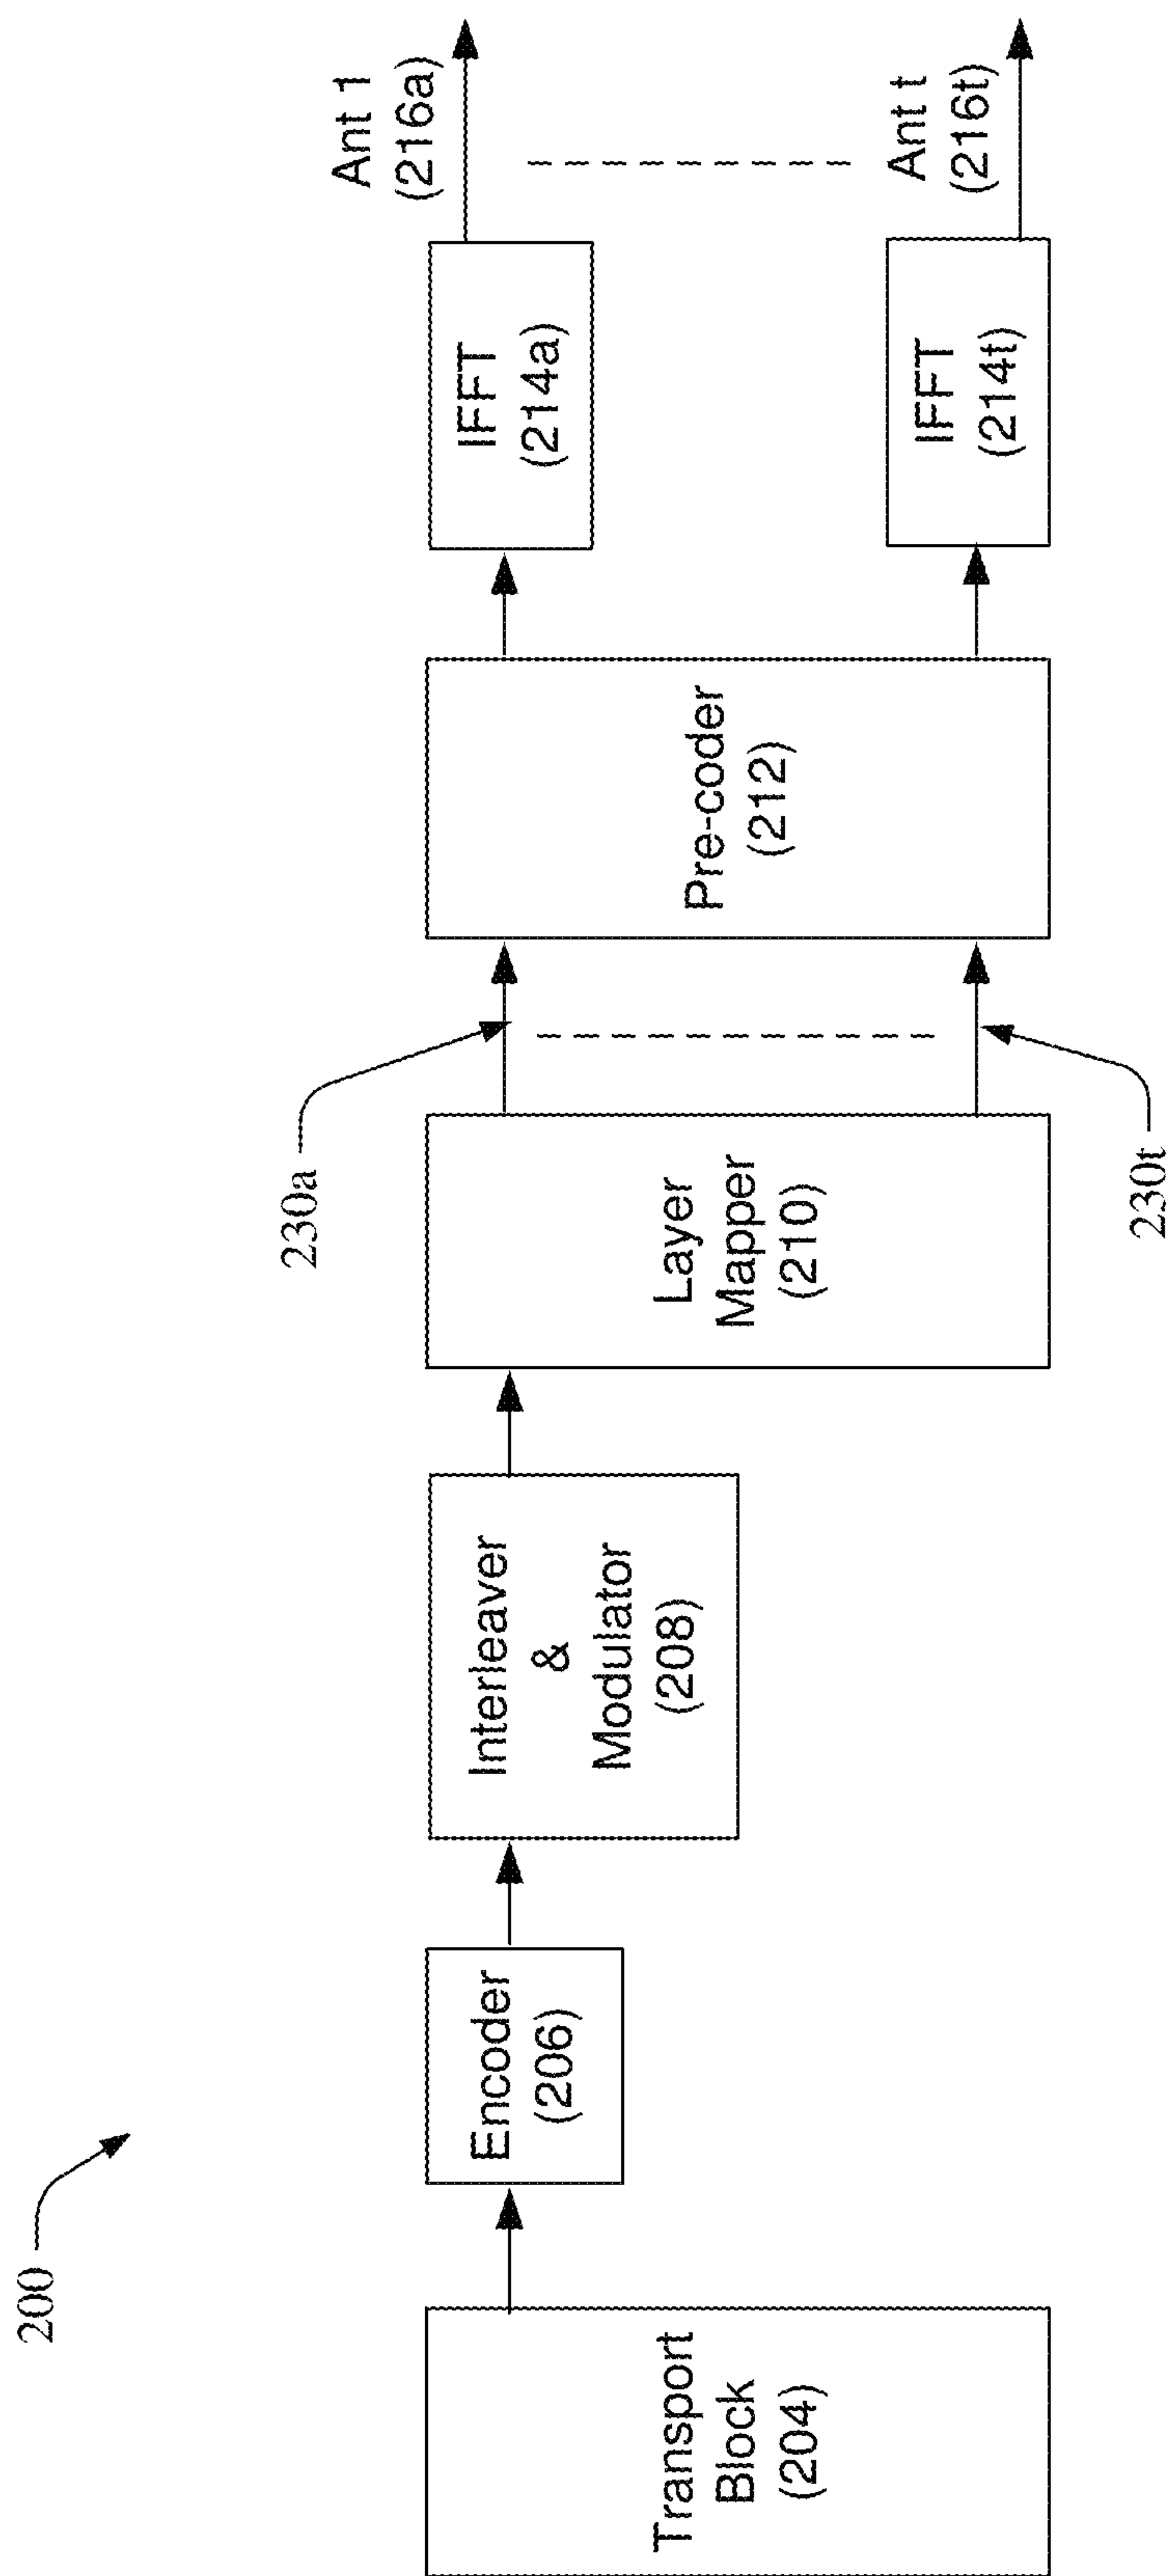 200
Transport
Block
(204)
Encoder
(206)
Interleaver
&
Modulator
(208)
Layer
Mapper
(210)
230a
230t
Pre-coder
(212)
IFFT
(214a)
IFFT
(214t)
Ant 1
(216a)
Ant t
(216t)